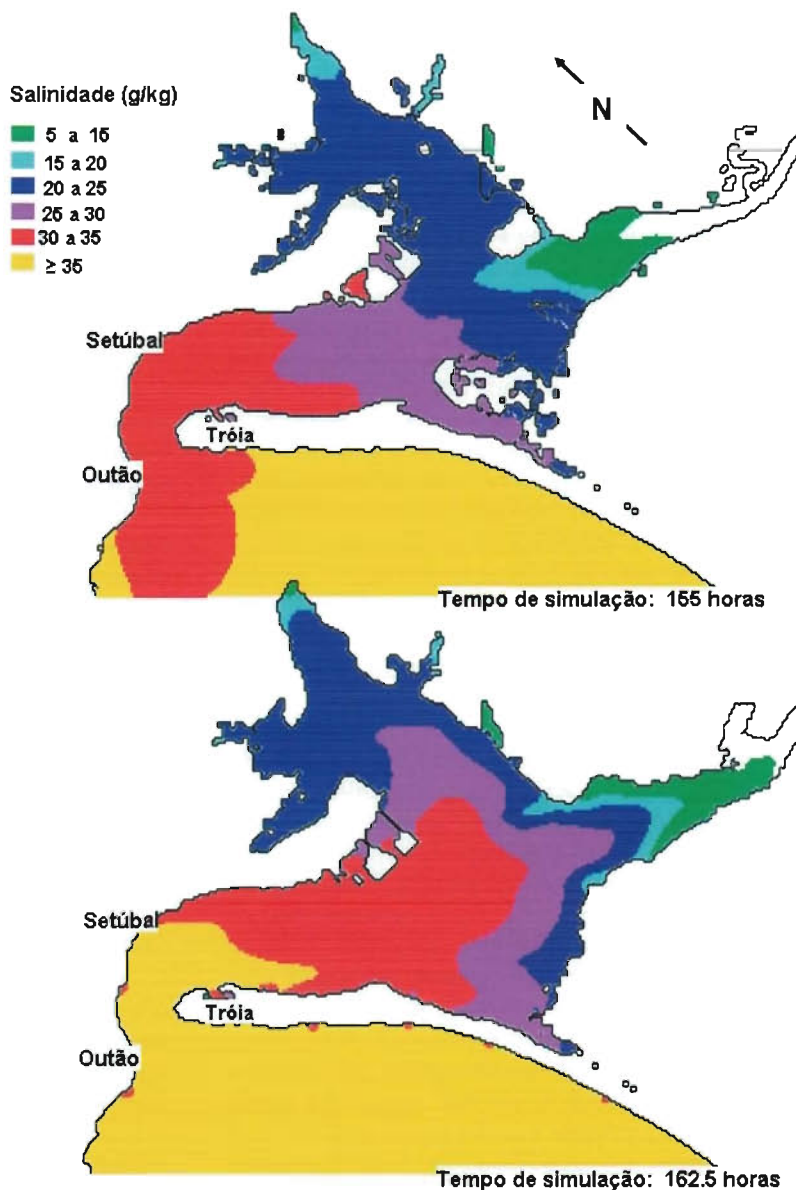 Salinidade (g/kg)
5 a 15
15 a 20
20 a 25
25 a 30
30 a 35
≥ 35
N
Setúbal
Tróia
Outão
Tempo de simulação: 155 horas
Setúbal
Tróia
Outão
Tempo de simulação: 162.5 horas